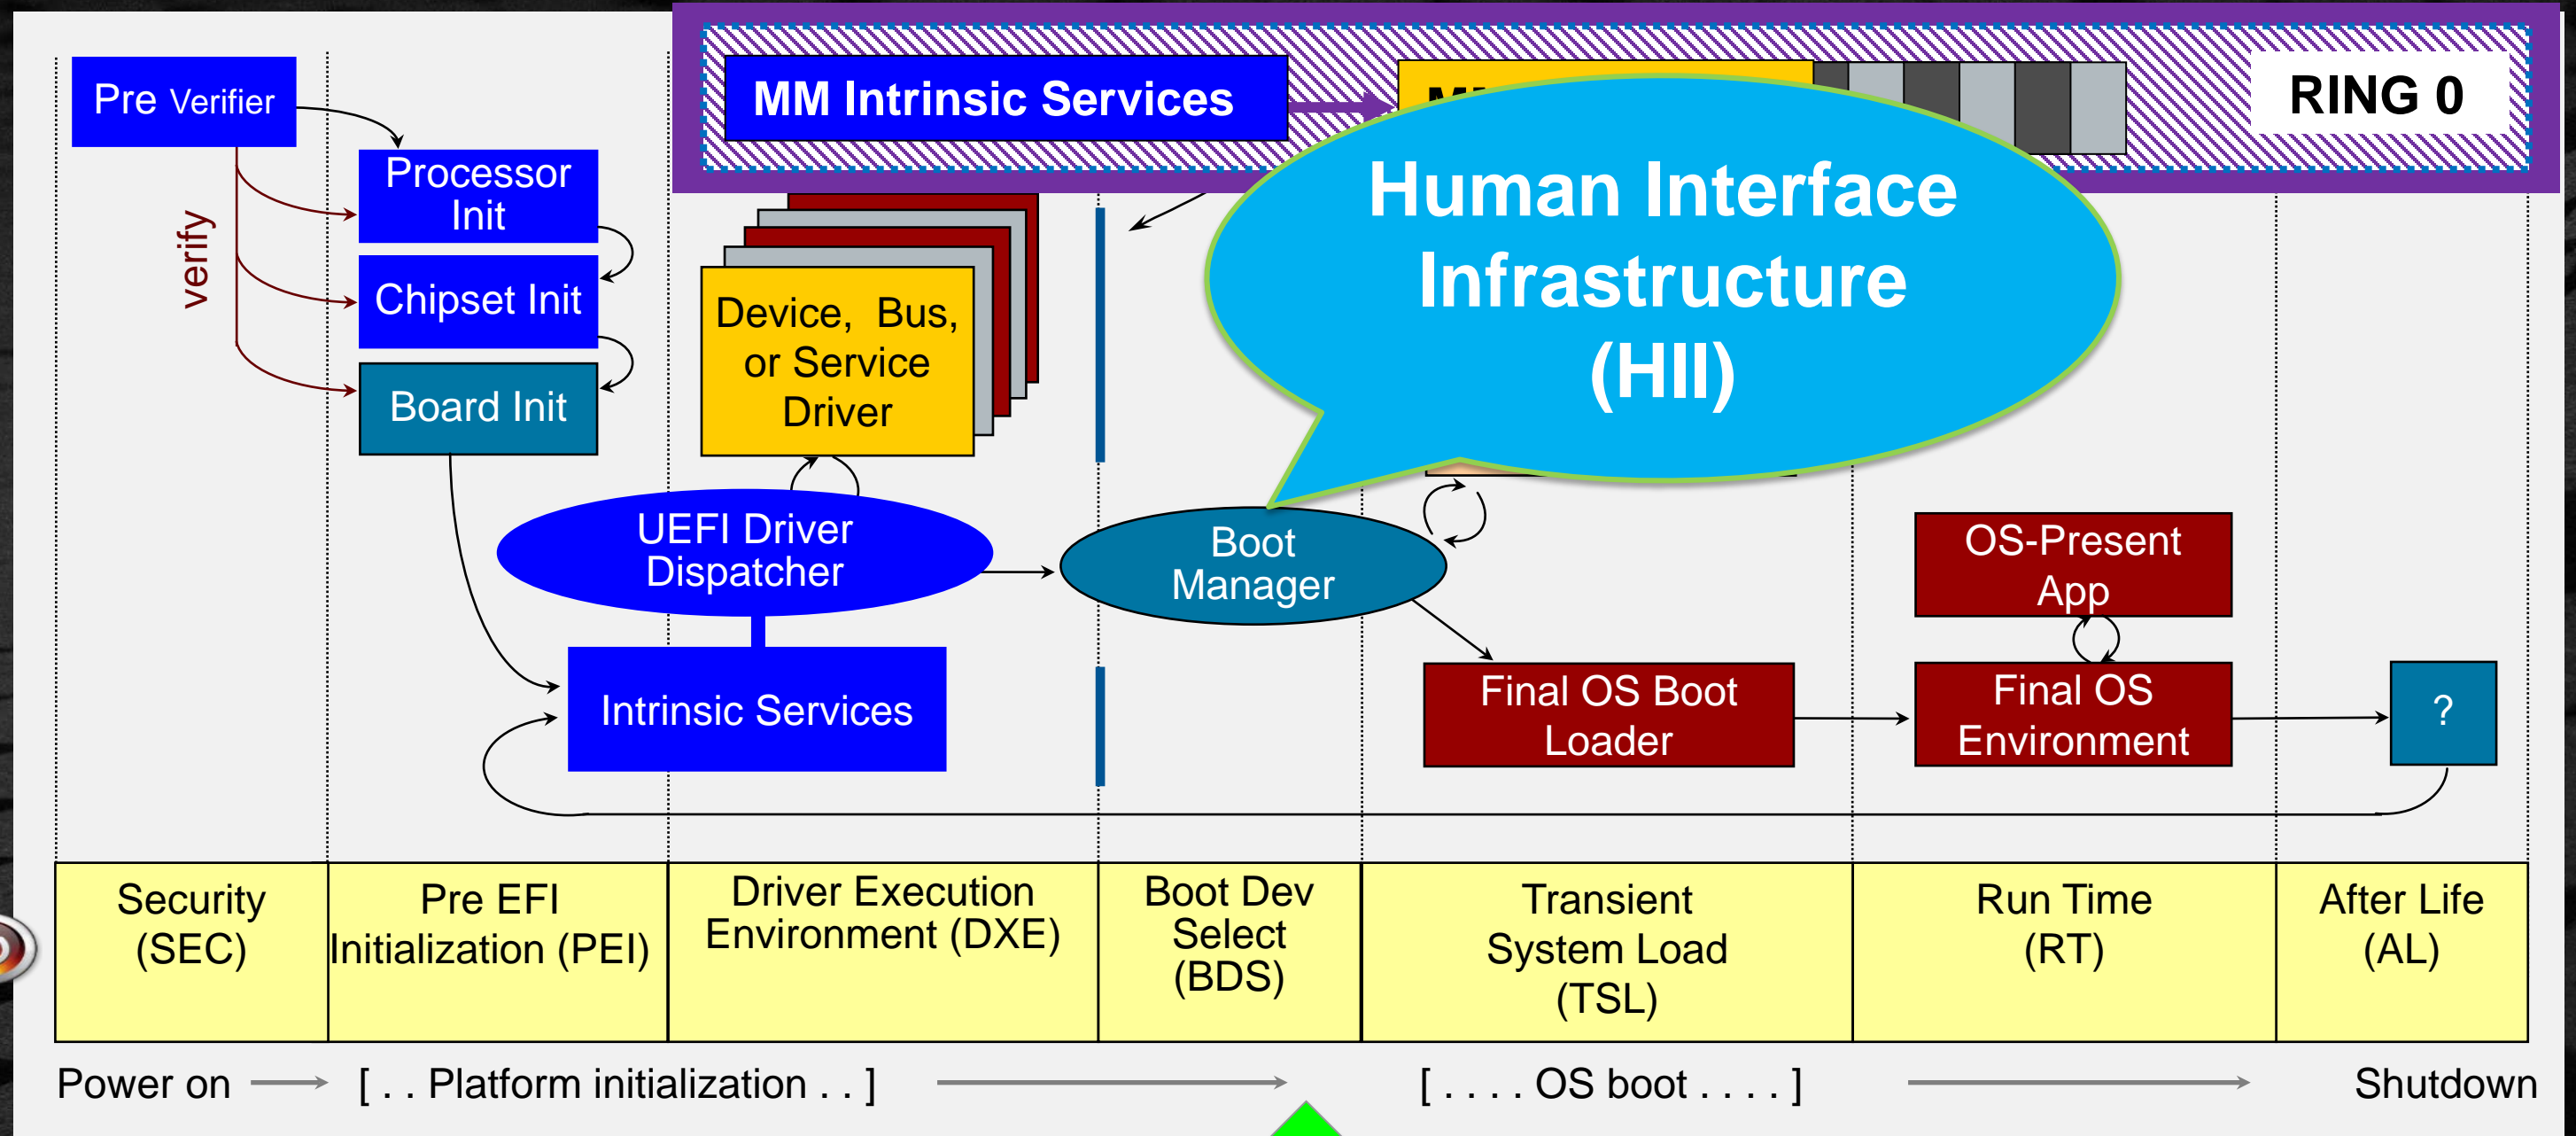 Pre Verifier
verify
Processor
Init
Chipset Init
Board Init
MM Intrinsic Services
RING 0
Human Interface
Infrastructure
(HII)
Device, Bus,
or Service
Driver
UEFI Driver
Dispatcher
Intrinsic Services
Boot
Manager
Final OS Boot
Loader
OS-Present
App
Final OS
Environment
?
Security
(SEC)
Pre EFI
Initialization (PEI)
Driver Execution
Environment (DXE)
Boot Dev
Select
(BDS)
Transient
System Load
(TSL)
Run Time
(RT)
After Life
(AL)
Power on
[ . . Platform initialization . . ]
[ . . . . OS boot . . . . ]
Shutdown